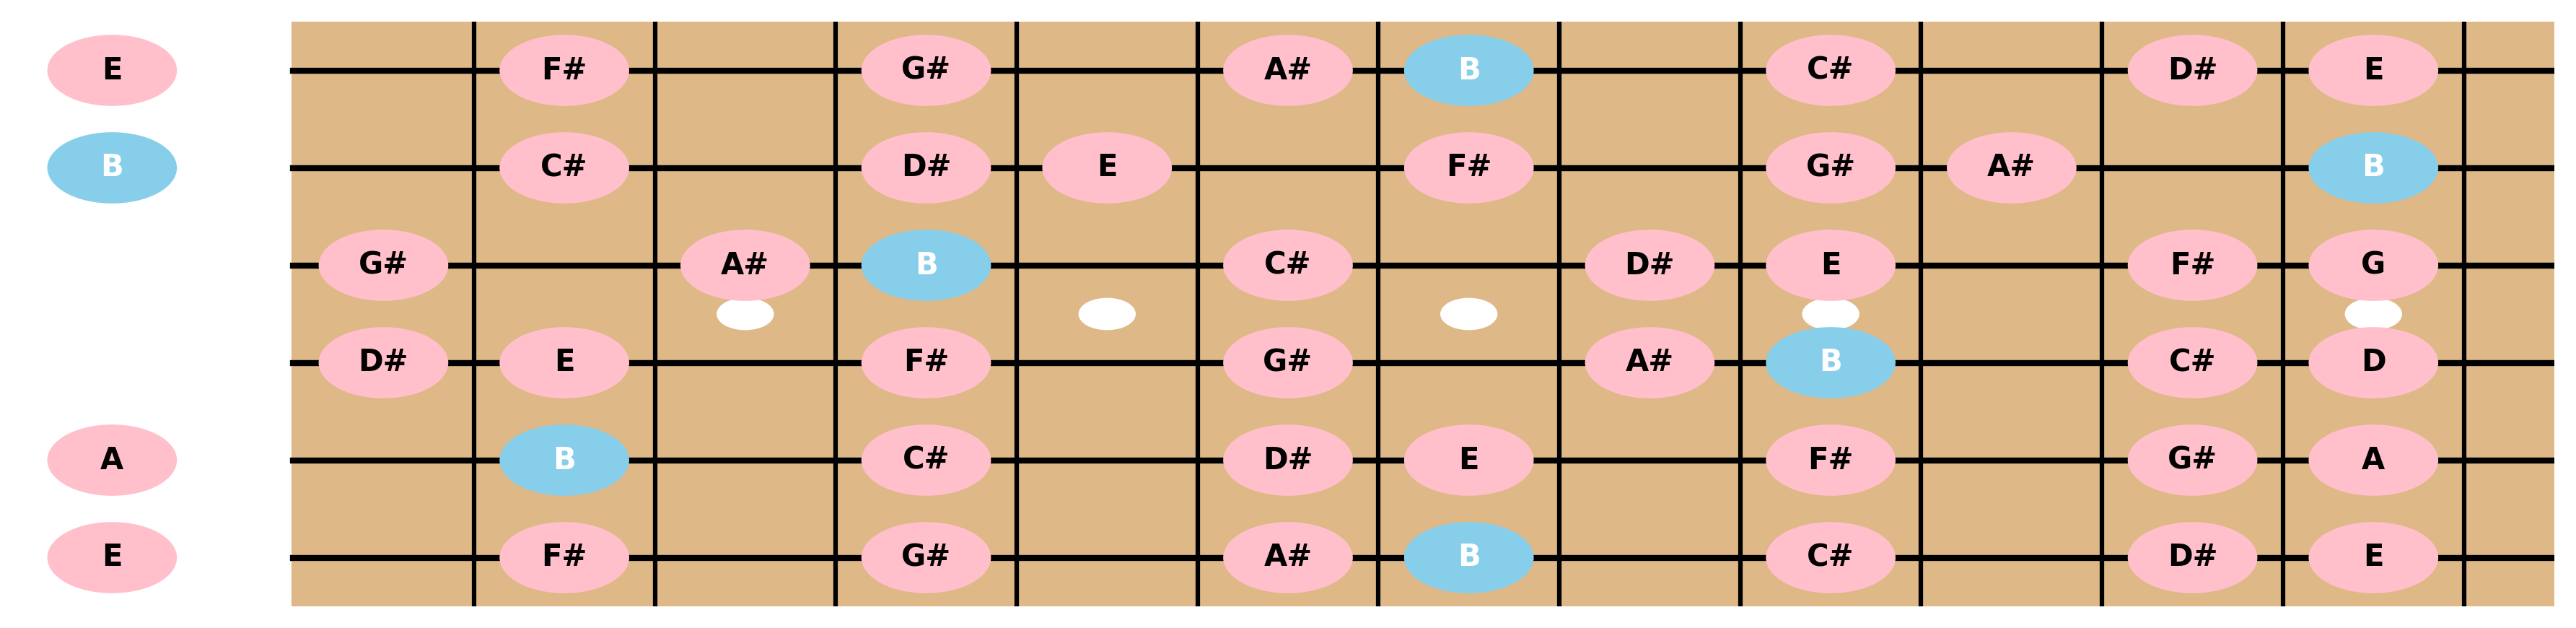 E F# G# A# B C# D# E
B C# D# E F# G# A# B
G# A# B C# D# E F# G
D# E F# G# A# B C# D
A B C# D# E F# G# A
E F# G# A# B C# D# E